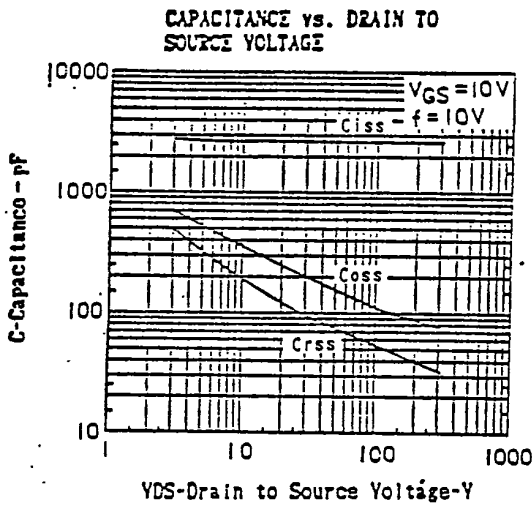 CAPACITANCE vs. DRAIN TO
SOURCE VOLTAGE
C-Capacitance-pF
10000
1000
100
10
VGS=10V
Ciss
f=10V
Coss
Crss
1
10
100
1000
VDS-Drain to Source Voltage-V